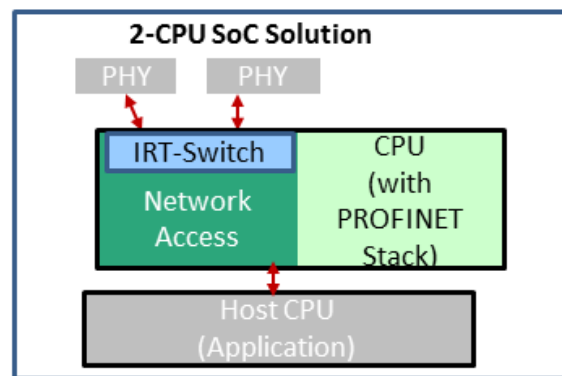 2-CPU SoC Solution
PHY PHY
IRT-Switch
Network
Access
CPU
(with
PROFINET
Stack)
Host CPU
(Application)